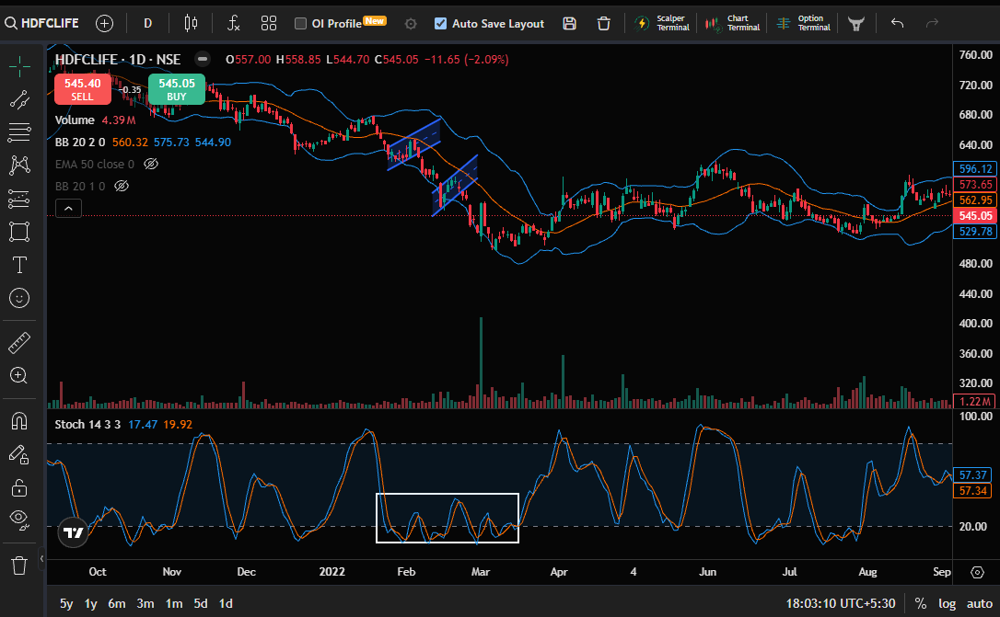 HDFCLIFE D OI Profile New Auto Save Layout Scalper Terminal Chart Terminal Option Terminal
HDFCLIFE · 1D · NSE O557.00 H558.85 L544.70 C545.05 −11.65 (−2.09%)
545.40 SELL −0.35 545.05 BUY
Volume 4.39M
BB 20 2 0 560.32 575.73 544.90
EMA 50 close 0
BB 20 1 0
760.00
720.00
680.00
640.00
596.12
573.65
562.95
545.05
529.78
480.00
440.00
400.00
360.00
320.00
1.22M
Stoch 14 3 3 17.47 19.92
100.00
57.37
57.34
20.00
Oct Nov Dec 2022 Feb Mar Apr 4 Jun Jul Aug Sep
5y 1y 6m 3m 1m 5d 1d 18:03:10 UTC+5:30 % log auto